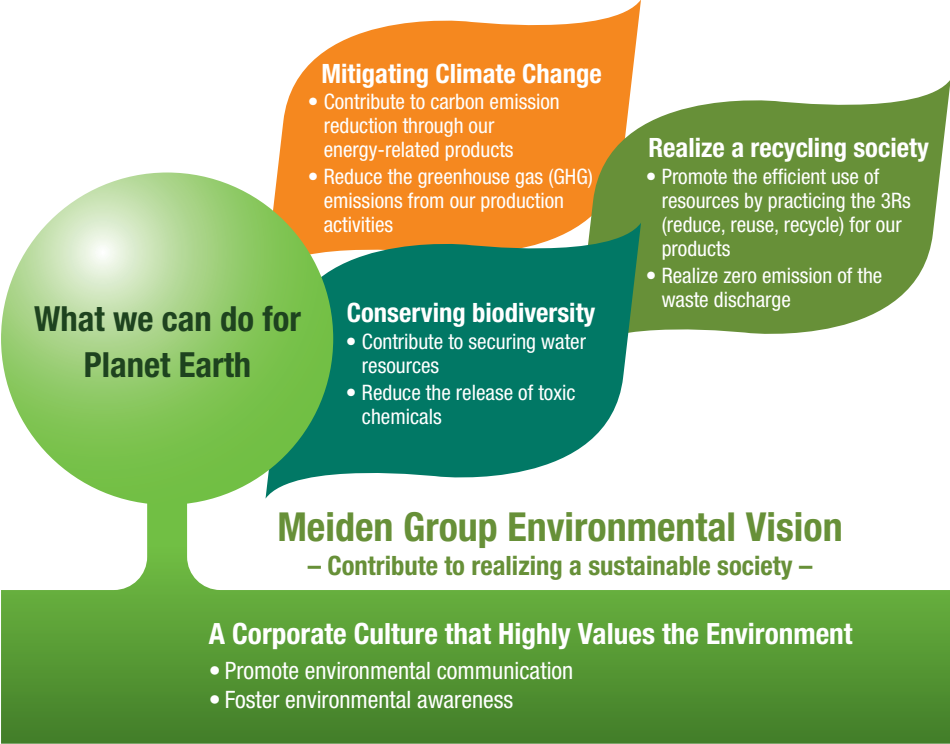 Mitigating Climate Change
• Contribute to carbon emission
reduction through our
energy-related products
• Reduce the greenhouse gas (GHG)
emissions from our production
activities
Realize a recycling society
• Promote the efficient use of
resources by practicing the 3Rs
(reduce, reuse, recycle) for our
products
• Realize zero emission of the
waste discharge
What we can do for
Planet Earth
Conserving biodiversity
• Contribute to securing water
resources
• Reduce the release of toxic
chemicals
Meiden Group Environmental Vision
– Contribute to realizing a sustainable society –
A Corporate Culture that Highly Values the Environment
• Promote environmental communication
• Foster environmental awareness